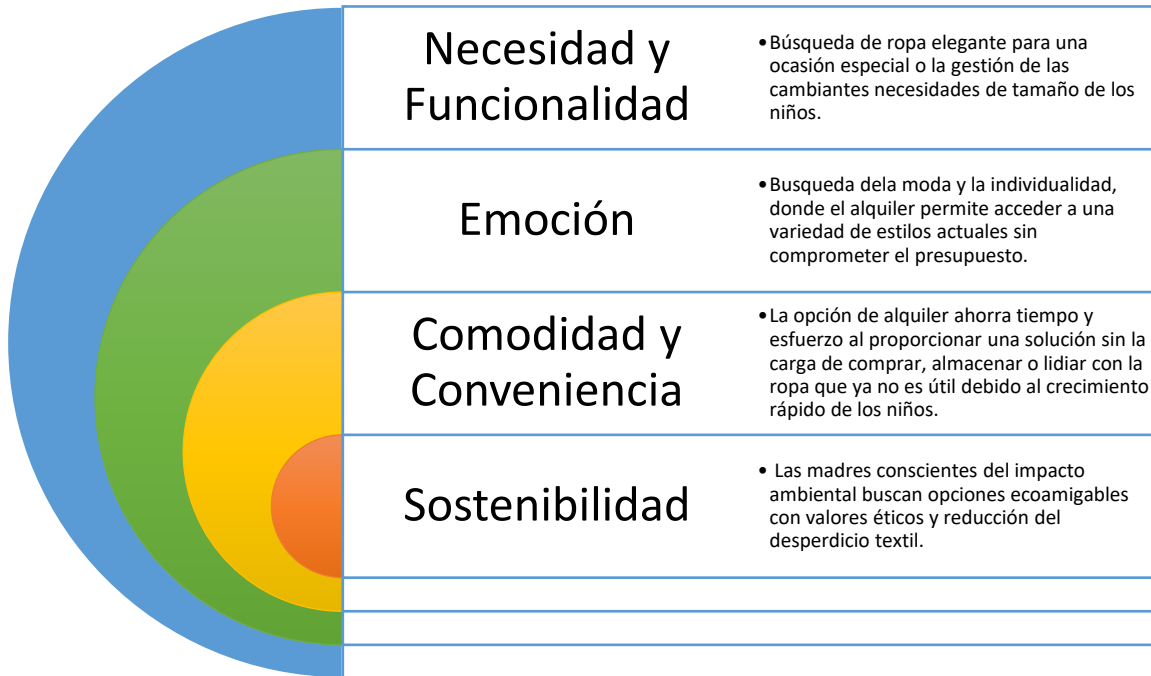 Necesidad y
Funcionalidad
•Búsqueda de ropa elegante para una
ocasión especial o la gestión de las
cambiantes necesidades de tamaño de los
niños.
Emoción
•Busqueda dela moda y la individualidad,
donde el alquiler permite acceder a una
variedad de estilos actuales sin
comprometer el presupuesto.
Comodidad y
Conveniencia
•La opción de alquiler ahorra tiempo y
esfuerzo al proporcionar una solución sin la
carga de comprar, almacenar o lidiar con la
ropa que ya no es útil debido al crecimiento
rápido de los niños.
Sostenibilidad
• Las madres conscientes del impacto
ambiental buscan opciones ecoamigables
con valores éticos y reducción del
desperdicio textil.